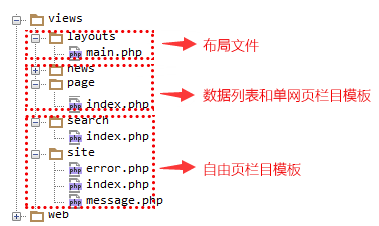 views
layouts
main.php
布局文件
news
page
index.php
数据列表和单网页栏目模板
search
index.php
site
error.php
自由页栏目模板
index.php
message.php
web